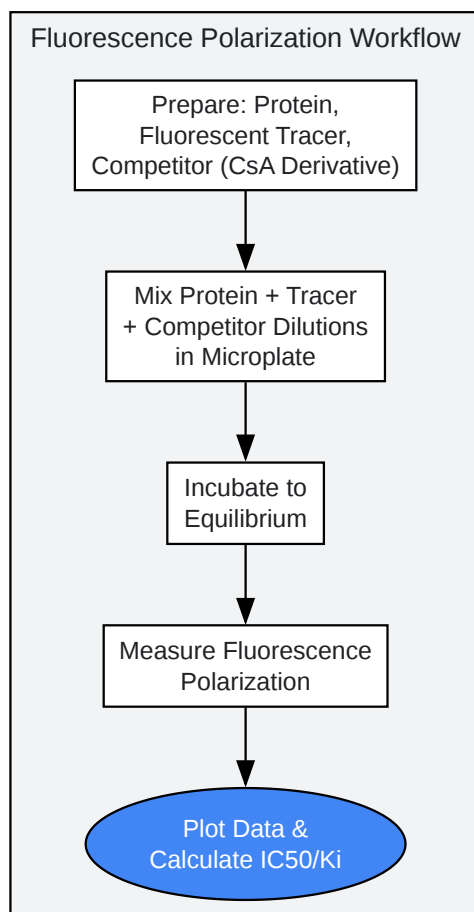 Fluorescence Polarization Workflow
Prepare: Protein,
Fluorescent Tracer,
Competitor (CsA Derivative)
Mix Protein + Tracer
+ Competitor Dilutions
in Microplate
Incubate to
Equilibrium
Measure Fluorescence
Polarization
Plot Data &
Calculate IC50/Ki